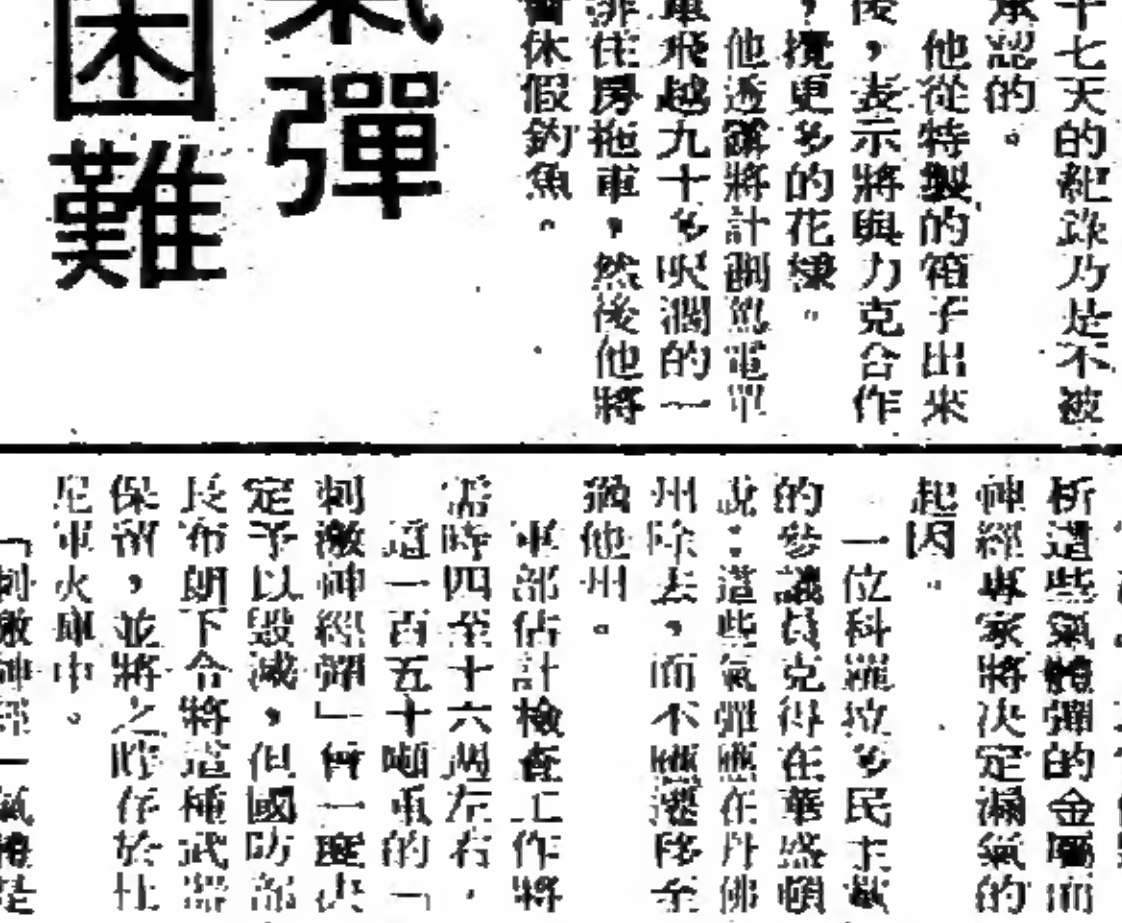 十七天的紀錄乃是不被
承認的。
他從特製的箱子出來
後，表示將與力克合作
，攪更多的花樣。
他透露將計劃駕電單
車飛越九十多呎濶的一
排住房拖車，然後他將
會休假釣魚。
氣彈
困難
析這些氣體彈的金屬而
神經專家將決定漏氣的
起因。
一位科羅拉多民主黨
的參議員克得在華盛頓
說：這些氣彈應在丹佛
州除去，而不應遷移至
猶他州。
軍部估計檢查工作將
需時四至十六週左右，
這一百五十噸重的「
刺激神經彈」曾一度決
定予以毀滅，但國防部
長布朗下令將這種武器
保留，並將之貯存於杜
尼軍火庫中。
「刺激神經」氣體是